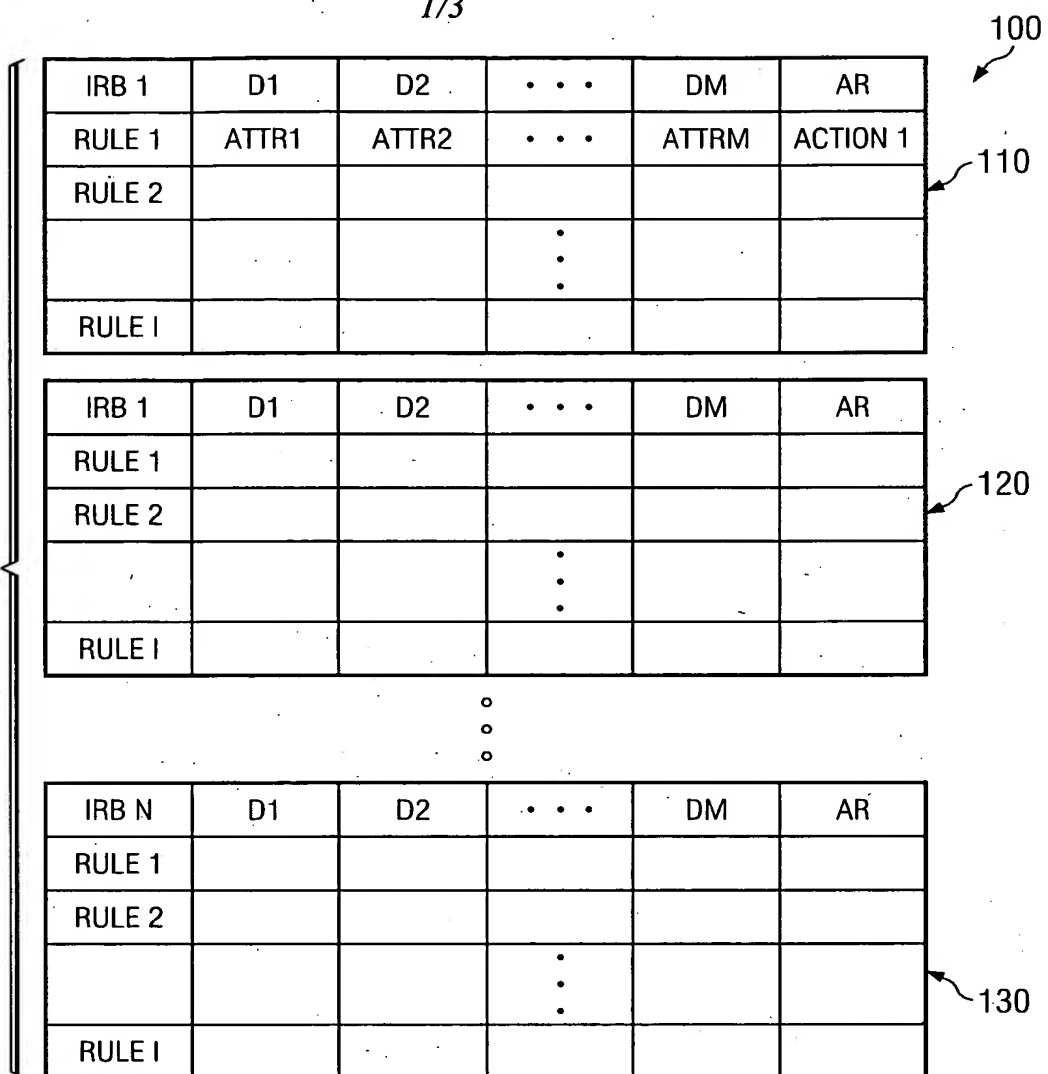 1/3
100
IRB 1 D1 D2 • • • DM AR
RULE 1 ATTR1 ATTR2 • • • ATTRM ACTION 1
110
RULE 2
RULE I
IRB 1 D1 D2 • • • DM AR
RULE 1
120
RULE 2
RULE I
IRB N D1 D2 • • • DM AR
RULE 1
RULE 2
130
RULE I